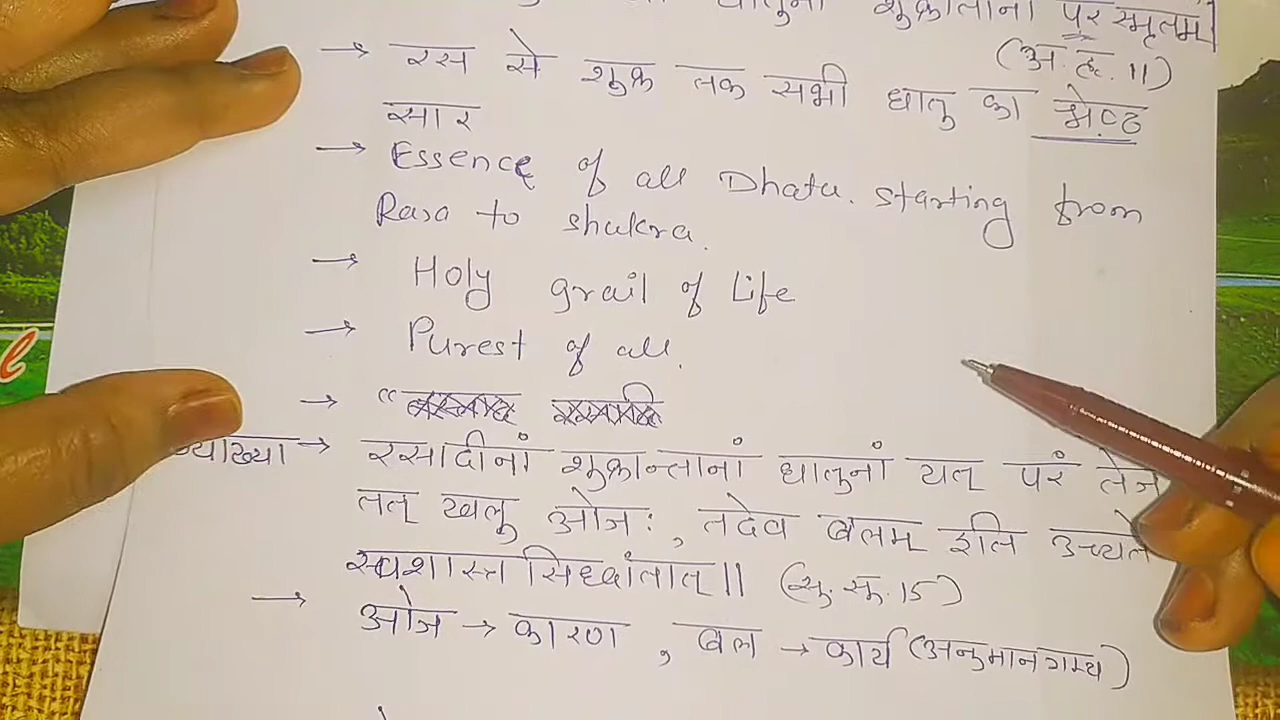 धातुनां शुक्रान्तानां परं स्मृतम्।
(अ.हृ. 11)
→ रस से शुक्र तक सभी धातु का श्रेष्ठ
सार
→ Essence of all Dhatu. starting from
Rasa to shukra.
→ Holy grail of Life
→ Purest of all.
→ “
व्याख्या → रसादीनां शुक्रान्तानां धातुनां यत् परं तेज
तत् खलु ओजः, तदेव बलम् इति उच्यते
स्वशास्त्र सिध्धांतात्॥ (सु.सू. 15)
→ ओज → कारण, बल → कार्य (अनुमानगम्य)